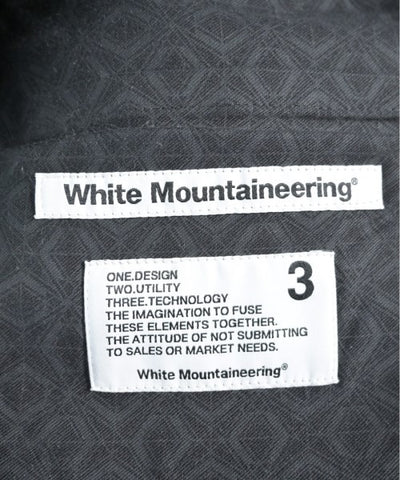 White Mountaineering®
3
ONE.DESIGN
TWO.UTILITY
THREE.TECHNOLOGY
THE IMAGINATION TO FUSE
THESE ELEMENTS TOGETHER.
THE ATTITUDE OF NOT SUBMITTING
TO SALES OR MARKET NEEDS.
White Mountaineering®